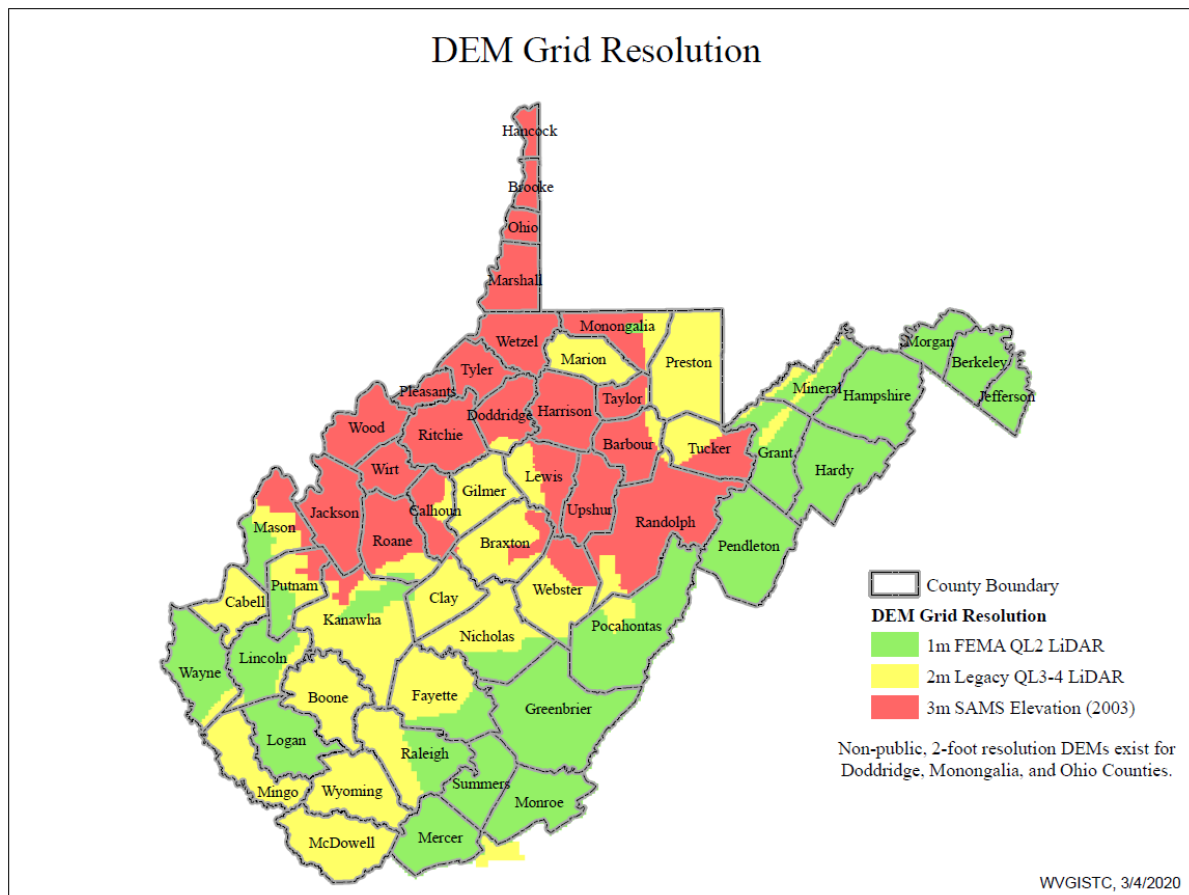 DEM Grid Resolution
Hancock
Brooke
Ohio
Marshall
Monongalia
Wetzel
Marion
Preston
Morgan
Berkeley
Tyler
Mineral
Hampshire
Jefferson
Pleasants
Taylor
Doddridge
Harrison
Wood
Ritchie
Barbour
Tucker
Grant
Hardy
Wirt
Lewis
Gilmer
Upshur
Jackson
Calhoun
Randolph
Mason
Roane
Braxton
Pendleton
Putnam
Webster
Clay
Cabell
Kanawha
Pocahontas
Nicholas
Lincoln
Wayne
Boone
Fayette
Greenbrier
Logan
Raleigh
Summers
Mingo
Wyoming
Monroe
McDowell
Mercer
County Boundary
DEM Grid Resolution
1m FEMA QL2 LiDAR
2m Legacy QL3-4 LiDAR
3m SAMS Elevation (2003)
Non-public, 2-foot resolution DEMs exist for
Doddridge, Monongalia, and Ohio Counties.
WVGISTC, 3/4/2020